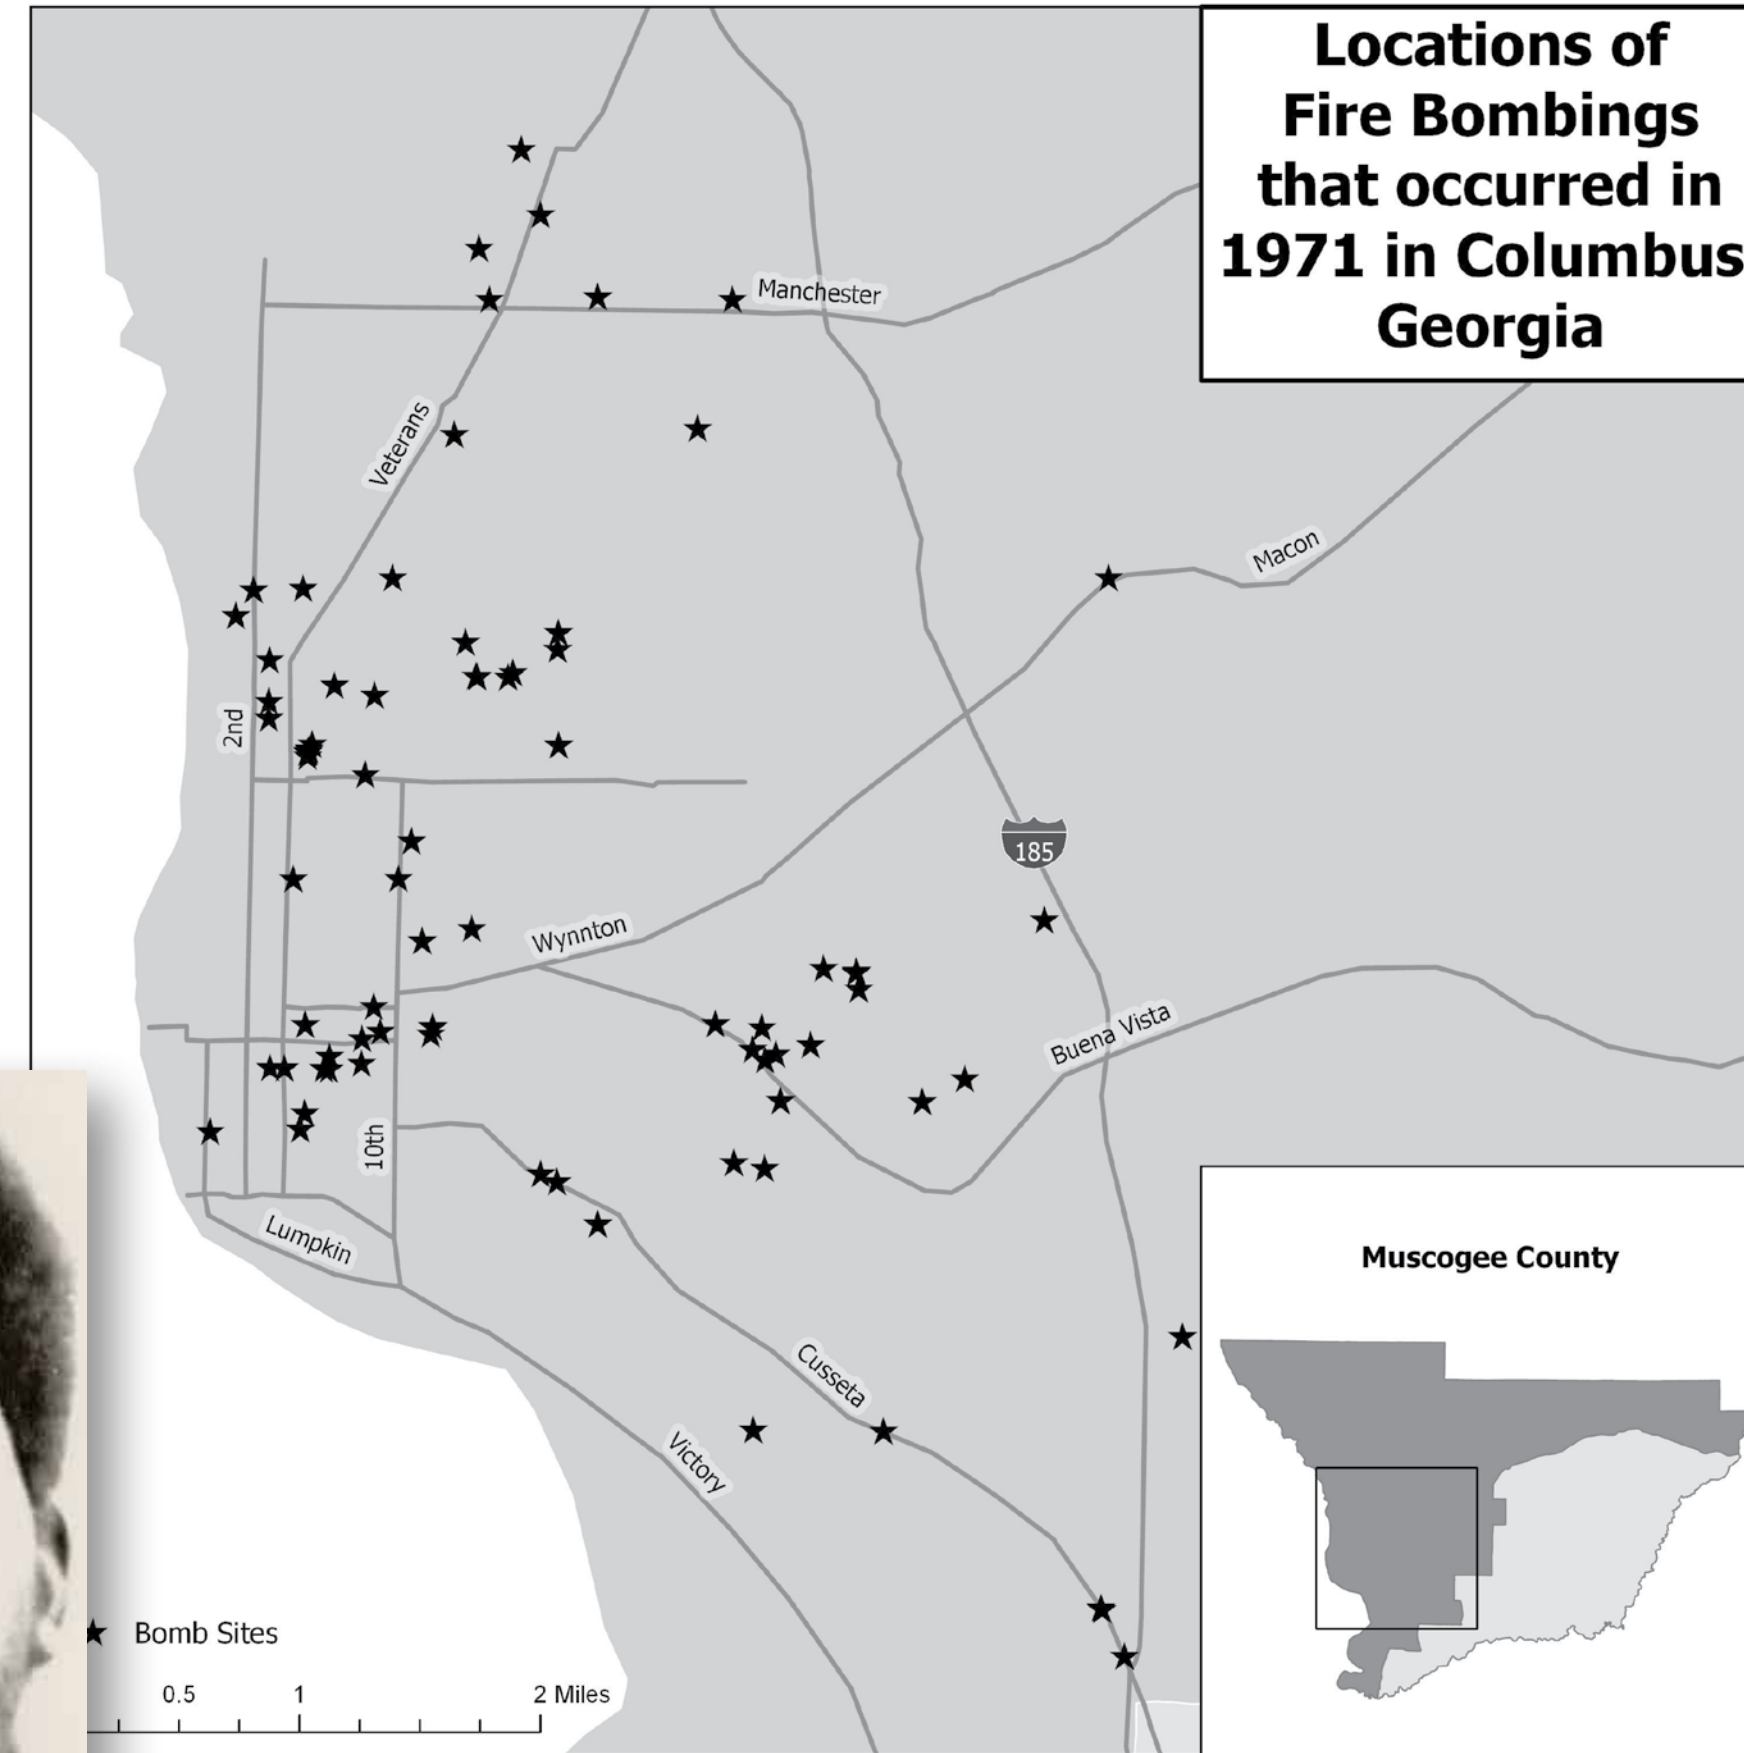 Locations of
Fire Bombings
that occurred in
1971 in Columbus
Georgia
Manchester
Veterans
Macon
2nd
185
Wynnton
Buena Vista
10th
Lumpkin
Cusseta
Victory
Muscogee County
Bomb Sites
0.5 1 2 Miles